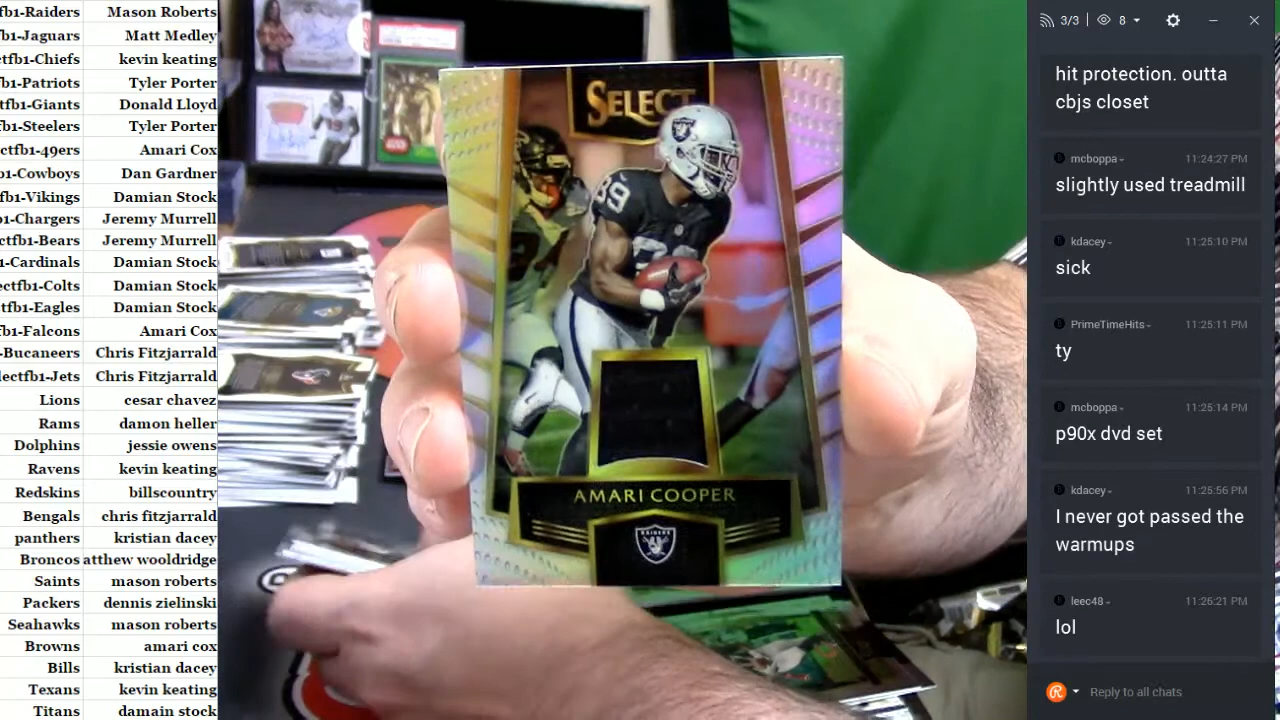 fb1-Raiders Mason Roberts
fb1-Jaguars Matt Medley
ctfb1-Chiefs kevin keating
fb1-Patriots Tyler Porter
ctfb1-Giants Donald Lloyd
fb1-Steelers Tyler Porter
ctfb1-49ers Amari Cox
b1-Cowboys Dan Gardner
fb1-Vikings Damian Stock
b1-Chargers Jeremy Murrell
ctfb1-Bears Jeremy Murrell
1-Cardinals Damian Stock
ectfb1-Colts Damian Stock
ctfb1-Eagles Damian Stock
fb1-Falcons Amari Cox
-Bucaneers Chris Fitzjarrald
lectfb1-Jets Chris Fitzjarrald
Lions cesar chavez
Rams damon heller
Dolphins jessie owens
Ravens kevin keating
Redskins billscountry
Bengals chris fitzjarrald
panthers kristian dacey
Broncos atthew wooldridge
Saints mason roberts
Packers dennis zielinski
Seahawks mason roberts
Browns amari cox
Bills kristian dacey
Texans kevin keating
Titans damain stock
SELECT
89
AMARI COOPER
RAIDERS
3/3 8
hit protection. outta
cbjs closet
mcboppa 11:24:27 PM
slightly used treadmill
kdacey 11:25:10 PM
sick
PrimeTimeHits 11:25:11 PM
ty
mcboppa 11:25:14 PM
p90x dvd set
kdacey 11:25:56 PM
I never got passed the
warmups
leec48 11:26:21 PM
lol
Reply to all chats